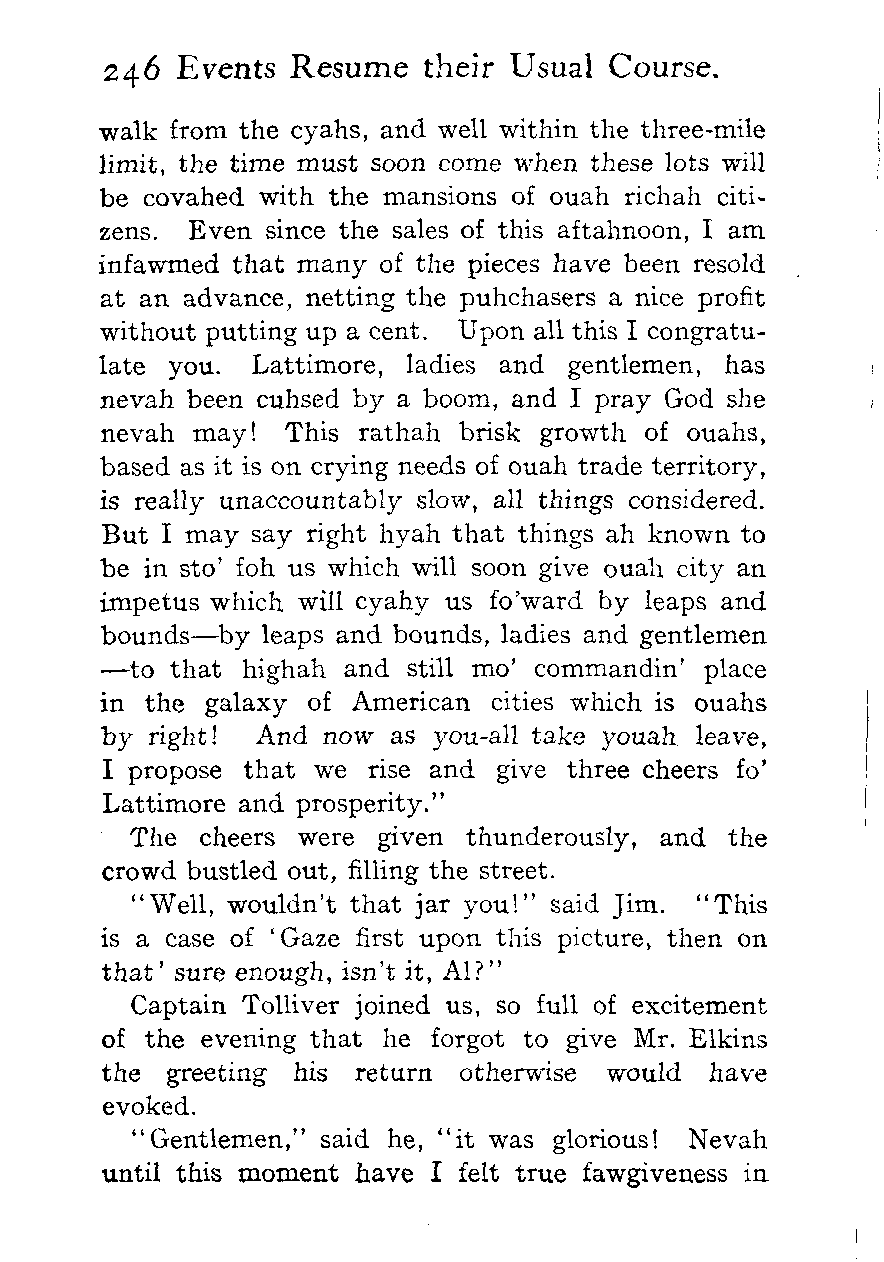 246 Events Resume their Usual Course.
walk from the cyahs, and well within the three-mile
limit, the time must soon come when these lots will
be covahed with the mansions of ouah richah citi-
zens. Even since the sales of this aftahnoon, I am
infawmed that many of the pieces have been resold
at an advance, netting the puhchasers a nice profit
without putting up a cent. Upon all this I congratu-
late you. Lattimore, ladies and gentlemen, has
nevah been cuhsed by a boom, and I pray God she
nevah may! This rathah brisk growth of ouahs,
based as it is on crying needs of ouah trade territory,
is really unaccountably slow, all things considered.
But I may say right hyah that things ah known to
be in sto' foh us which will soon give ouah city an
impetus which will cyahy us fo'ward by leaps and
bounds—by leaps and bounds, ladies and gentlemen
—to that highah and still mo' commandin' place
in the galaxy of American cities which is ouahs
by right! And now as you-all take youah leave,
I propose that we rise and give three cheers fo'
Lattimore and prosperity."
The cheers were given thunderously, and the
crowd bustled out, filling the street.
"Well, wouldn't that jar you!" said Jim. "This
is a case of 'Gaze first upon this picture, then on
that' sure enough, isn't it, Al?"
Captain Tolliver joined us, so full of excitement
of the evening that he forgot to give Mr. Elkins
the greeting his return otherwise would have
evoked.
"Gentlemen," said he, "it was glorious! Nevah
until this moment have I felt true fawgiveness in